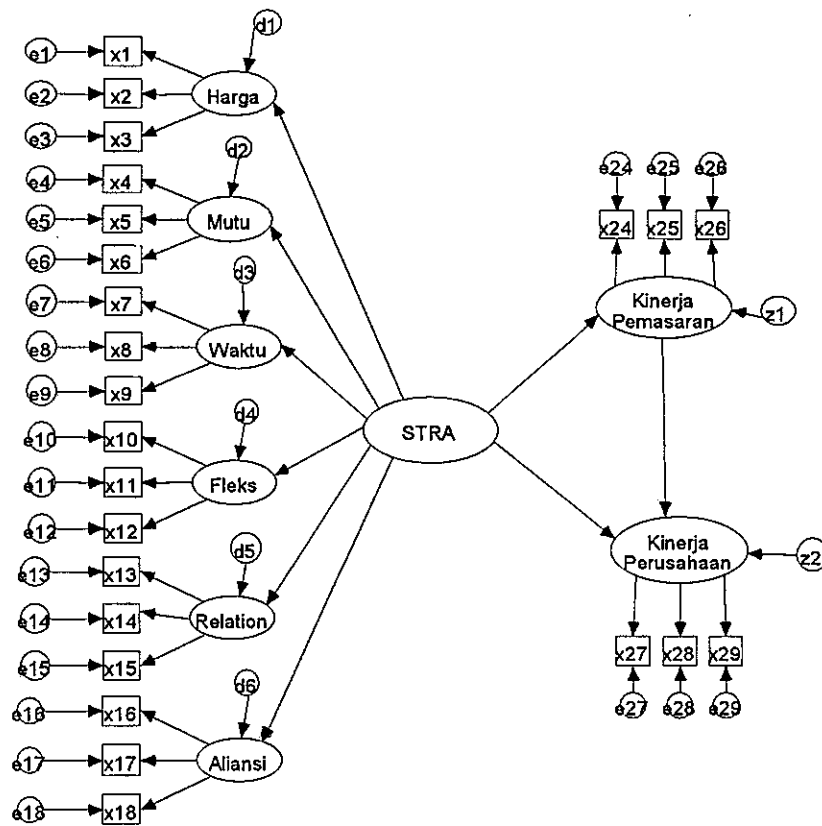 d1
e1 x1
Harga
e2 x2
e3 x3
d2
e4 x4
Mutu
e5 x5
e6 x6
d3
e7 x7
Waktu
e8 x8
e9 x9
d4
e10 x10
Fleks
e11 x11
e12 x12
d5
e13 x13
Relation
e14 x14
e15 x15
d6
e16 x16
Aliansi
e17 x17
e18 x18
STRA
e24 e25 e26
x24 x25 x26
Kinerja
Pemasaran
z1
Kinerja
Perusahaan
z2
x27 x28 x29
e27 e28 e29